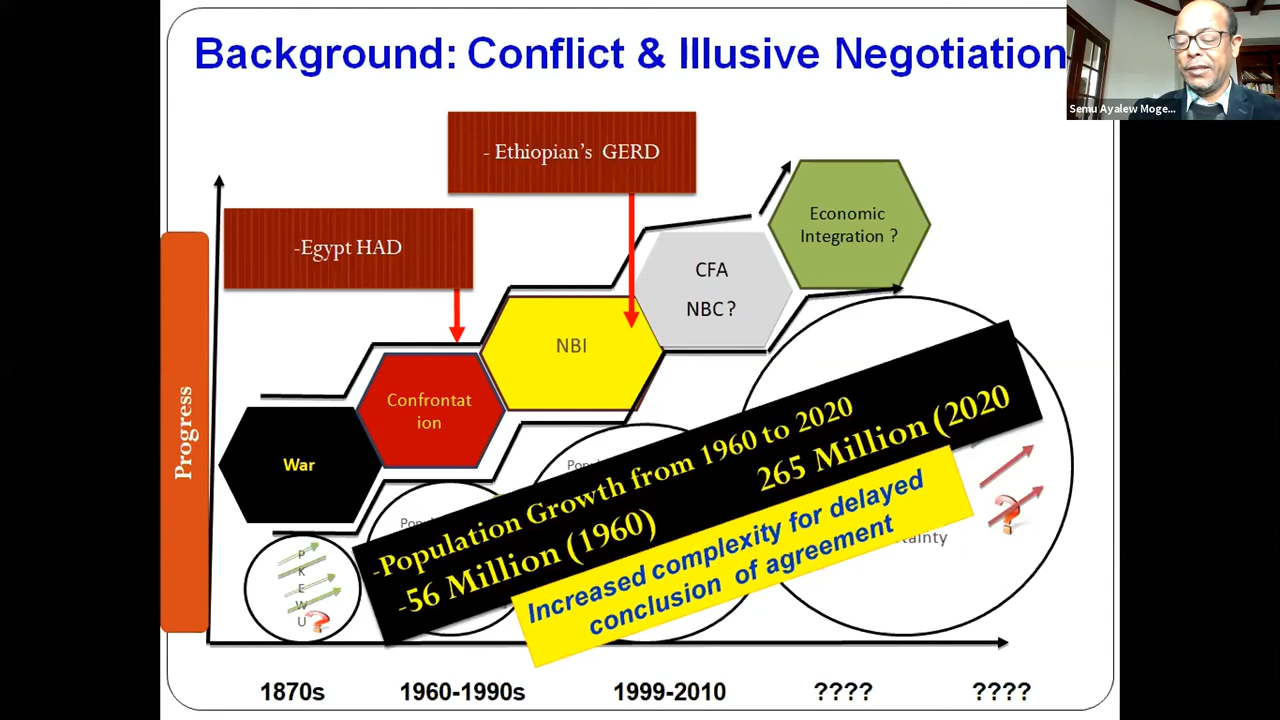 Background: Conflict & Illusive Negotiation
Semu Ayalew Moge...
- Ethiopian's GERD
-Egypt HAD
Economic
Integration ?
CFA
NBC?
NBI
Confrontat
ion
War
Progress
-Population Growth from 1960 to 2020
-56 Million (1960) 265 Million (2020
Increased complexity for delayed
conclusion of agreement
P
K
E
W
U
?
?
1870s 1960-1990s 1999-2010 ???? ????